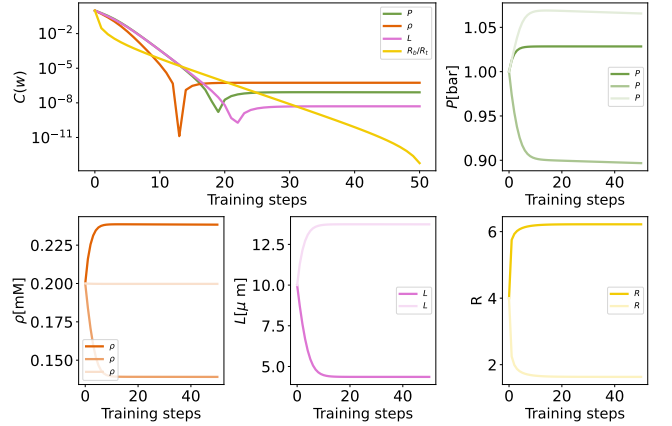 C(w)
10⁻²
10⁻⁵
10⁻⁸
10⁻¹¹
0 10 20 30 40 50
Training steps
P
ρ
L
R_b/R_t
P[bar]
1.05
1.00
0.90
0 20 40
Training steps
P
P
P
ρ[mM]
0.225
0.200
0.175
0.150
0 20 40
Training steps
ρ
ρ
ρ
L[μ m]
12.5
10.0
7.5
5.0
0 20 40
Training steps
L
L
R
6
4
2
0 20 40
Training steps
R
R